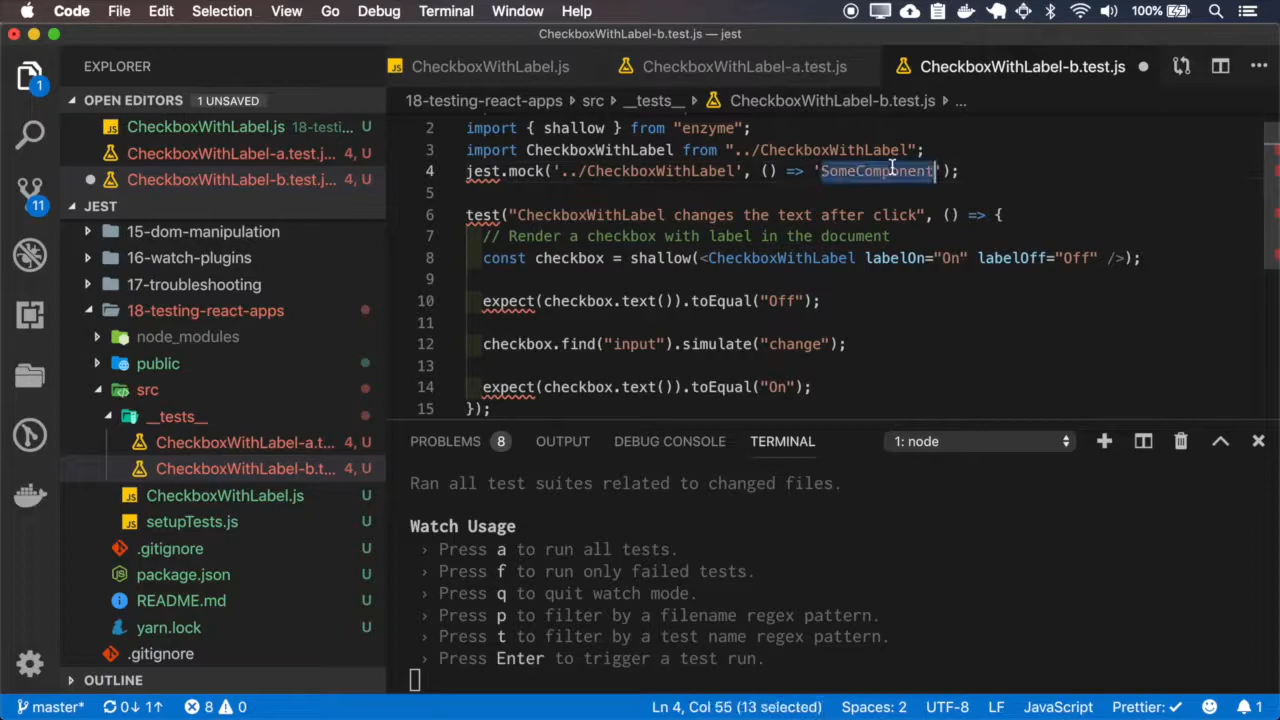 Code File Edit Selection View Go Debug Terminal Window Help 100%
CheckboxWithLabel-b.test.js — jest
EXPLORER
OPEN EDITORS 1 UNSAVED
JS CheckboxWithLabel.js 18-testi... U
CheckboxWithLabel-a.test.j... 4, U
CheckboxWithLabel-b.test.j... 4, U
JEST
15-dom-manipulation
16-watch-plugins
17-troubleshooting
18-testing-react-apps
node_modules
public
src
__tests__
CheckboxWithLabel-a.t... 4, U
CheckboxWithLabel-b.t... 4, U
JS CheckboxWithLabel.js U
JS setupTests.js U
.gitignore U
package.json U
README.md U
yarn.lock U
.gitignore
OUTLINE
1
11
JS CheckboxWithLabel.js CheckboxWithLabel-a.test.js CheckboxWithLabel-b.test.js
18-testing-react-apps › src › __tests__ › CheckboxWithLabel-b.test.js › ...
2 import { shallow } from "enzyme";
3 import CheckboxWithLabel from "../CheckboxWithLabel";
4 jest.mock('../CheckboxWithLabel', () => 'SomeComponent');
5
6 test("CheckboxWithLabel changes the text after click", () => {
7 // Render a checkbox with label in the document
8 const checkbox = shallow(<CheckboxWithLabel labelOn="On" labelOff="Off" />);
9
10 expect(checkbox.text()).toEqual("Off");
11
12 checkbox.find("input").simulate("change");
13
14 expect(checkbox.text()).toEqual("On");
15 });
PROBLEMS 8 OUTPUT DEBUG CONSOLE TERMINAL 1: node
Ran all test suites related to changed files.
Watch Usage
› Press a to run all tests.
› Press f to run only failed tests.
› Press q to quit watch mode.
› Press p to filter by a filename regex pattern.
› Press t to filter by a test name regex pattern.
› Press Enter to trigger a test run.
master* 0↓ 1↑ 8 0 Ln 4, Col 55 (13 selected) Spaces: 2 UTF-8 LF JavaScript Prettier: ✓ 1